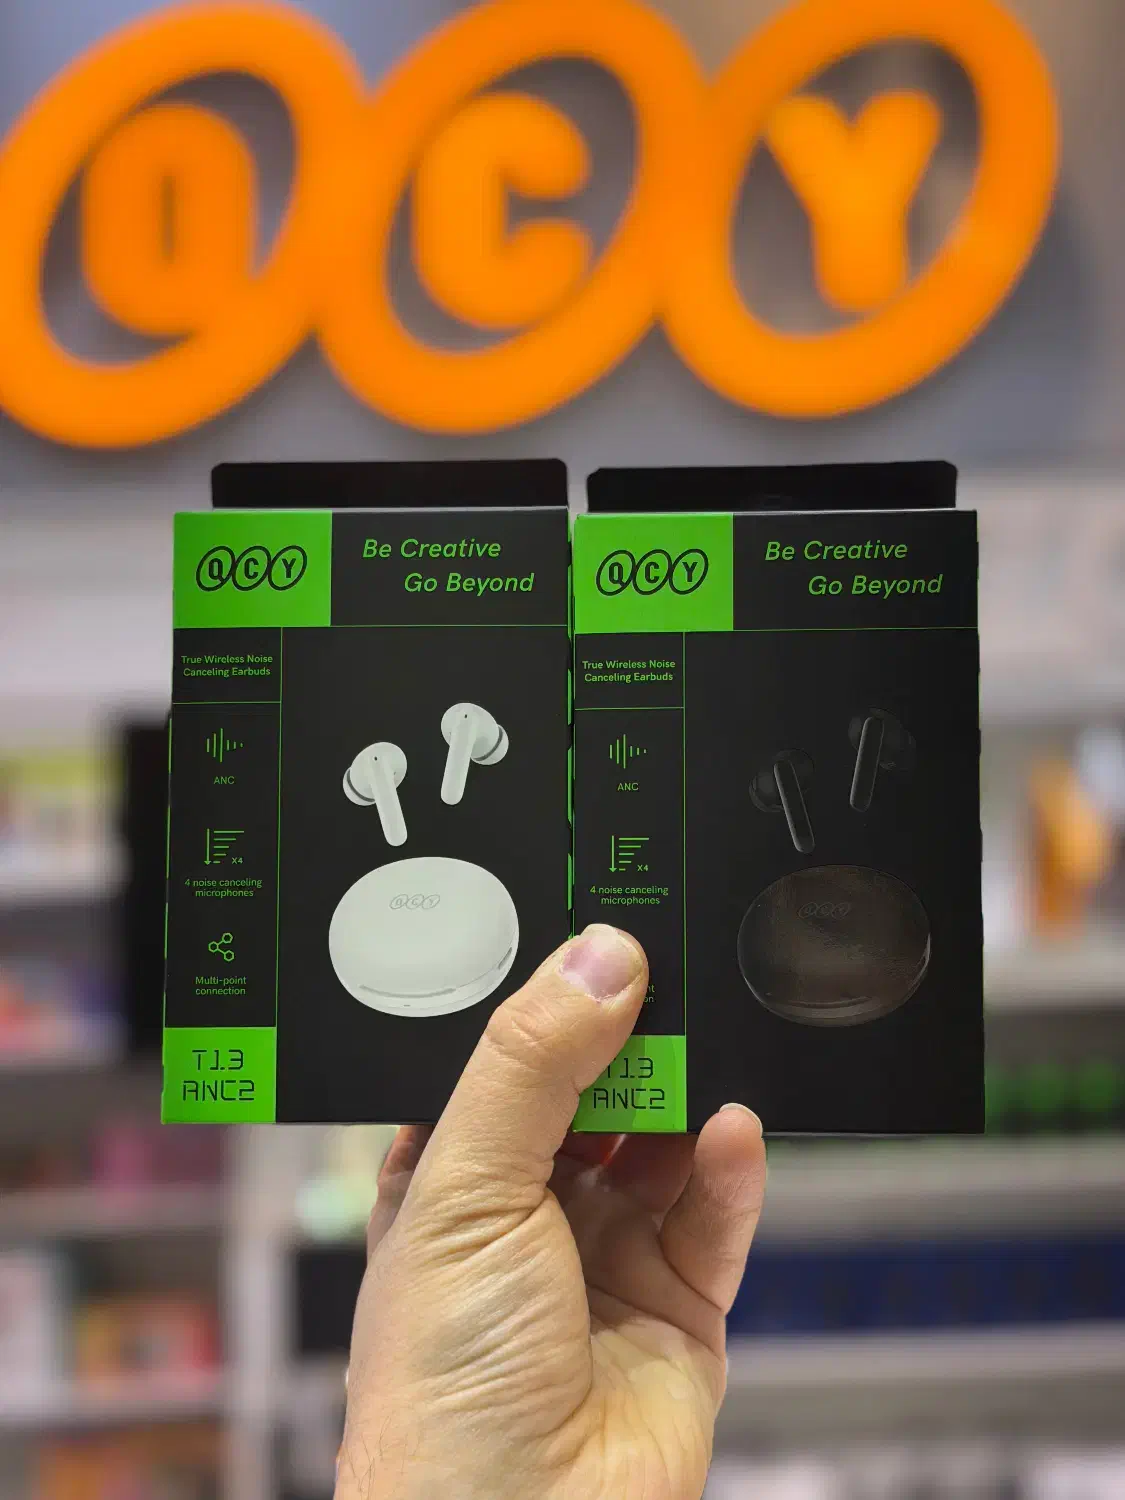 QCY
QCY
Be Creative
Go Beyond
True Wireless Noise
Canceling Earbuds
ANC
X4
4 noise canceling
microphones
Multi-point
connection
T13
ANC2
QCY
QCY
Be Creative
Go Beyond
True Wireless Noise
Canceling Earbuds
ANC
X4
4 noise canceling
microphones
T13
ANC2
QCY